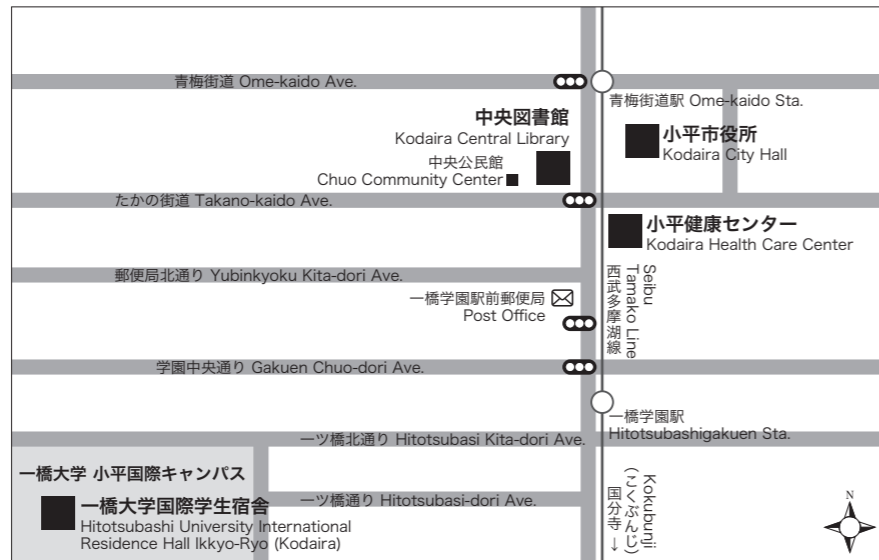 青梅街道 Ome-kaido Ave.
青梅街道駅 Ome-kaido Sta.
中央図書館
Kodaira Central Library
中央公民館
Chuo Community Center
小平市役所
Kodaira City Hall
たかの街道 Takano-kaido Ave.
小平健康センター
Kodaira Health Care Center
郵便局北通り Yubinkyoku Kita-dori Ave.
Seibu
Tamako Line
西武多摩湖線
一橋学園駅前郵便局
Post Office
学園中央通り Gakuen Chuo-dori Ave.
一橋学園駅
Hitotsubashigakuen Sta.
一ツ橋北通り Hitotsubasi Kita-dori Ave.
一橋大学 小平国際キャンパス
一橋大学国際学生宿舎
Hitotsubashi University International
Residence Hall Ikkyo-Ryo (Kodaira)
一ツ橋通り Hitotsubasi-dori Ave.
Kokubunji
(こくぶんじ)
国分寺→
N